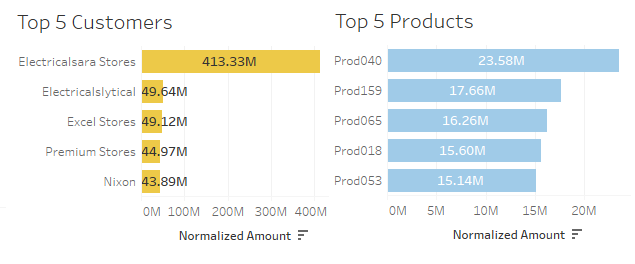 Top 5 Customers
Electricalsara Stores 413.33M
Electricalslytical 49.64M
Excel Stores 49.12M
Premium Stores 44.97M
Nixon 43.89M
0M 100M 200M 300M 400M
Normalized Amount
Top 5 Products
Prod040 23.58M
Prod159 17.66M
Prod065 16.26M
Prod018 15.60M
Prod053 15.14M
0M 5M 10M 15M 20M
Normalized Amount